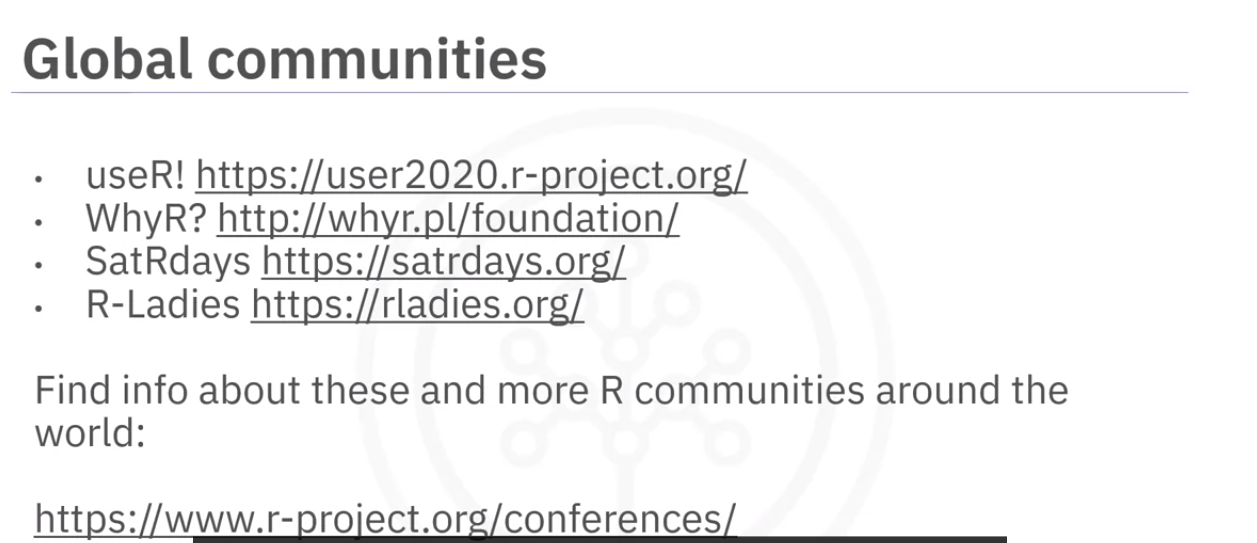 Global communities
• useR! https://user2020.r-project.org/
• WhyR? http://whyr.pl/foundation/
• SatRdays https://satrdays.org/
• R-Ladies https://rladies.org/
Find info about these and more R communities around the
world:
https://www.r-project.org/conferences/